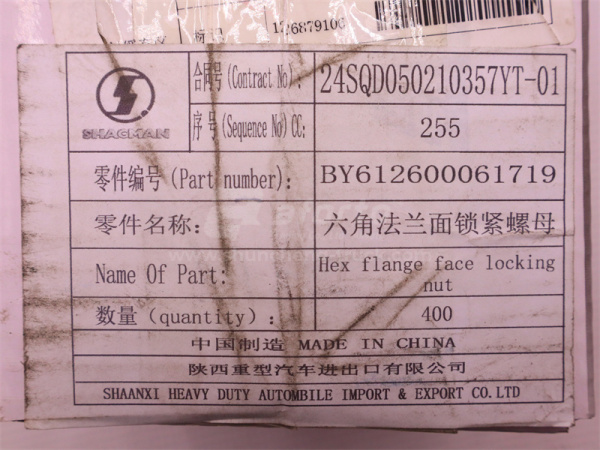 SHACMAN
合同号(Contract No):
24SQD050210357YT-01
序 号(Sequence No)CC:
255
零件编号(Part number):
BY612600061719
零件名称:
六角法兰面锁紧螺母
Name Of Part:
Hex flange face locking
nut
数量(quantity):
400
中国制造 MADE IN CHINA
陕西重型汽车进出口有限公司
SHAANXI HEAVY DUTY AUTOMBILE IMPORT & EXPORT CO.LTD